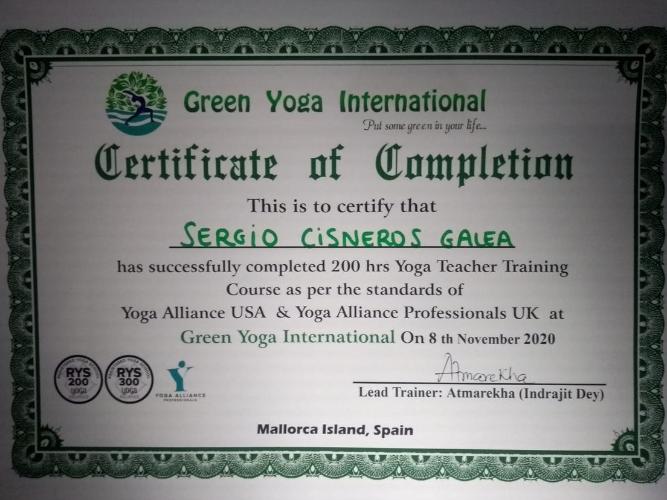 Green Yoga International
Put some green in your life...
Certificate of Completion
This is to certify that
SERGIO CISNEROS GALEA
has successfully completed 200 hrs Yoga Teacher Training
Course as per the standards of
Yoga Alliance USA & Yoga Alliance Professionals UK at
Green Yoga International On 8 th November 2020
RYS
200
YOGA
RYS
300
YOGA
YOGA ALLIANCE
PROFESSIONALS
Atmarekha
Lead Trainer: Atmarekha (Indrajit Dey)
Mallorca Island, Spain